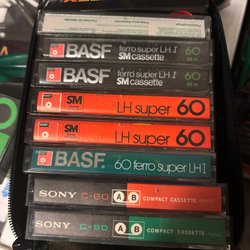 BASF ferro super LH I 60
SM cassette
BASF ferro super LH I 60
SM cassette
SM LH super 60
SM LH super 60
BASF 60 ferro super LH I
SONY C-60 A B COMPACT CASSETTE
SONY C-90 A B COMPACT CASSETTE